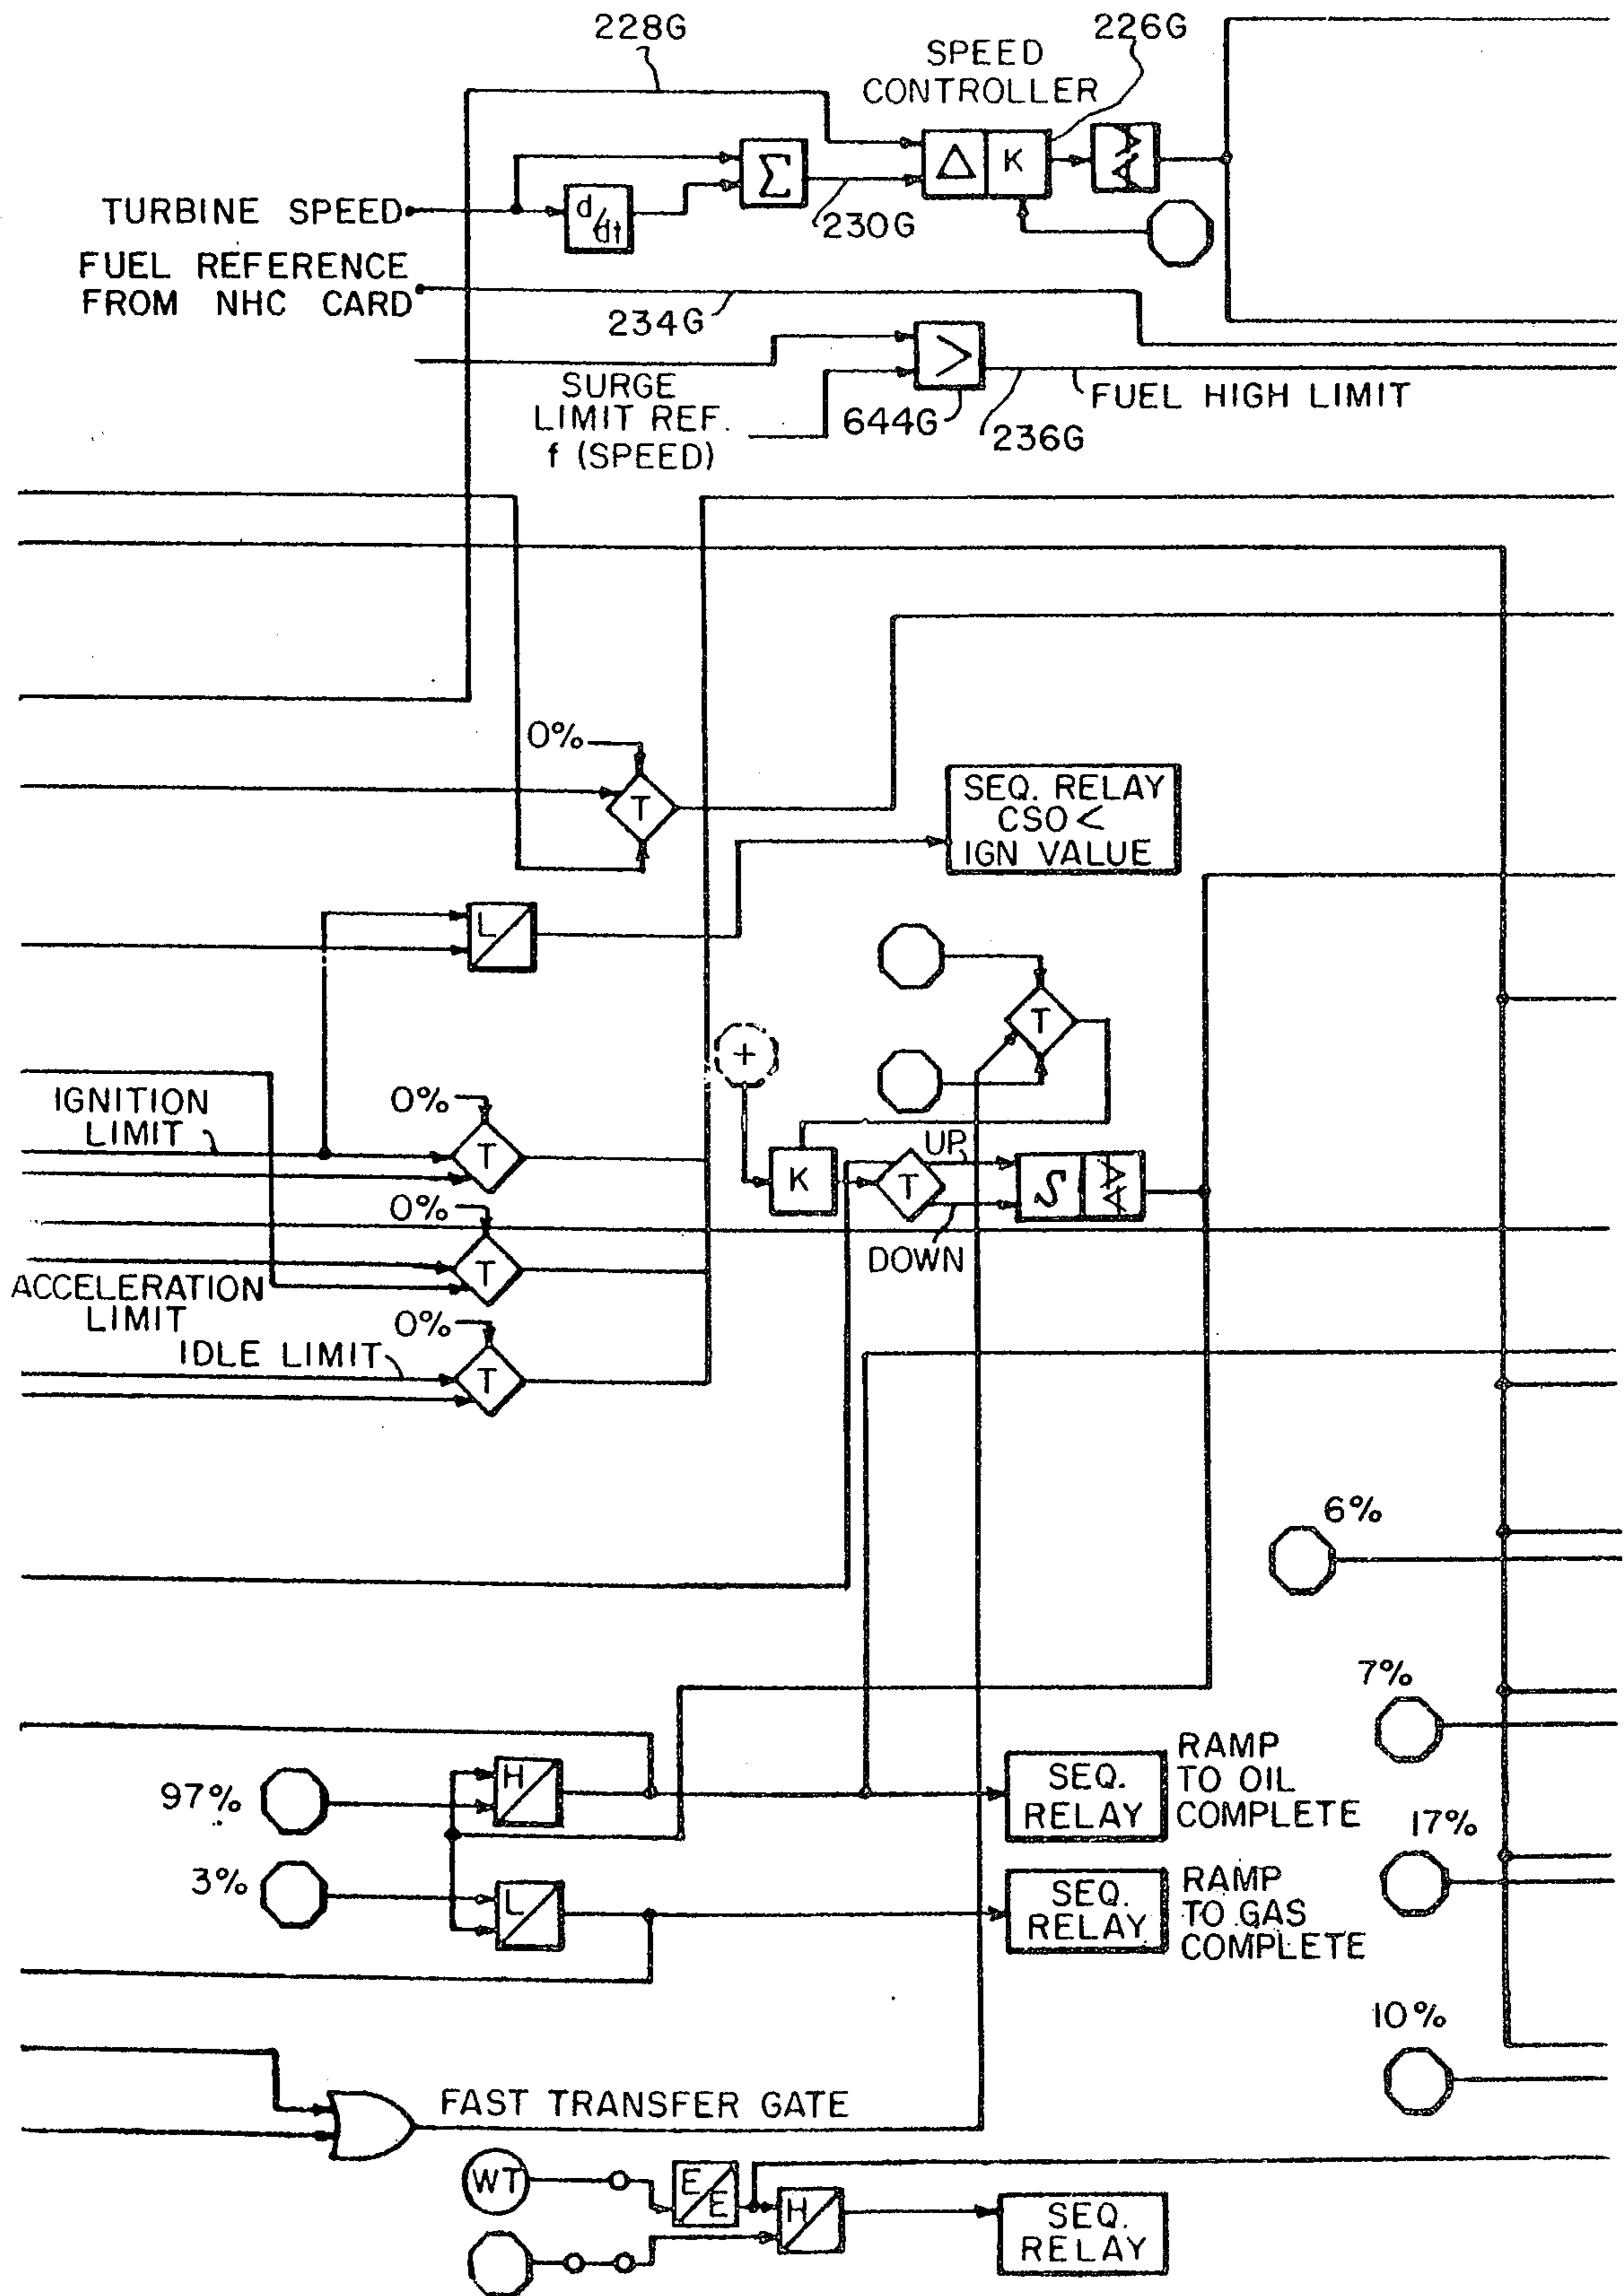 228G
226G
SPEED
CONTROLLER
Δ K
Σ
TURBINE SPEED
d/dt
230G
FUEL REFERENCE
FROM NHC CARD
234G
>
SURGE
LIMIT REF.
f (SPEED)
644G
236G
FUEL HIGH LIMIT
0%
T
SEQ. RELAY
CSO <
IGN VALUE
L
T
+
IGNITION
LIMIT
0%
T
K
UP
T
∫
DOWN
0%
T
ACCELERATION
LIMIT
0%
IDLE LIMIT
T
6%
7%
97%
H
SEQ.
RELAY
RAMP
TO OIL
COMPLETE
17%
3%
L
SEQ.
RELAY
RAMP
TO GAS
COMPLETE
10%
FAST TRANSFER GATE
WT
E/E
H
SEQ.
RELAY